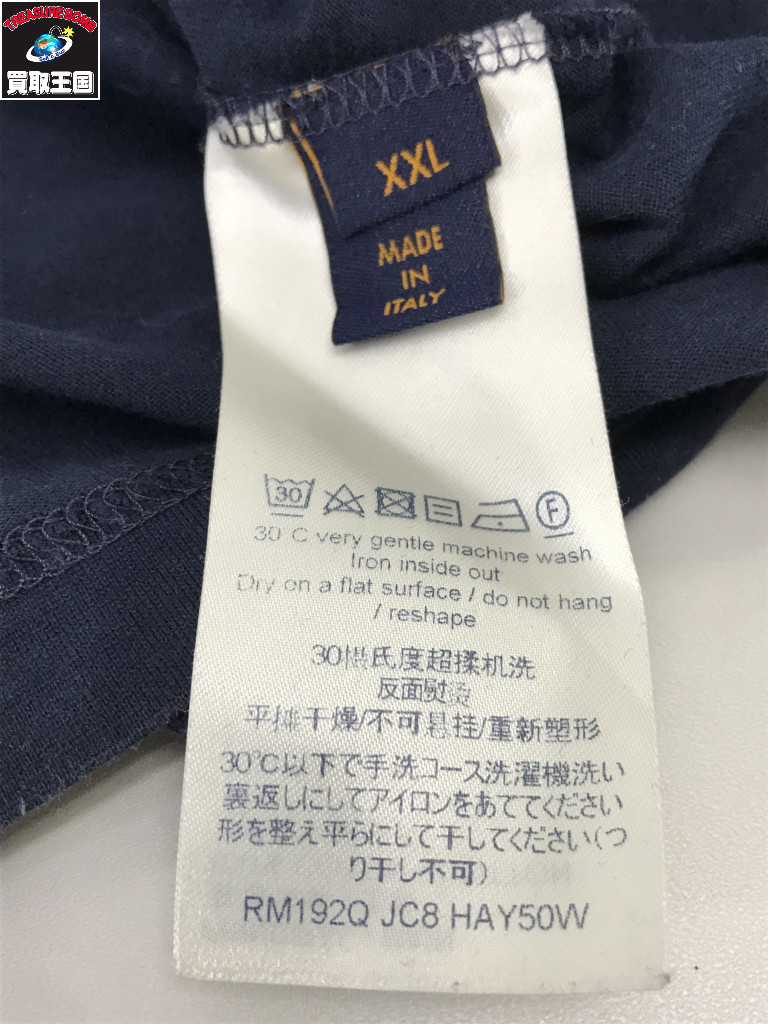 TREASURE BOMB
買取王国
XXL
MADE
IN
ITALY
30
F
30°C very gentle machine wash
Iron inside out
Dry on a flat surface / do not hang
/ reshape
氏度超揉机洗
反面熨烫
平排干燥/不可悬挂/重新塑形
30℃以下で手洗コース洗濯機洗い
裏返しにしてアイロンをあててください
形を整え平らにして干してください(つ
り干し不可)
RM192Q JC8 HAY50W